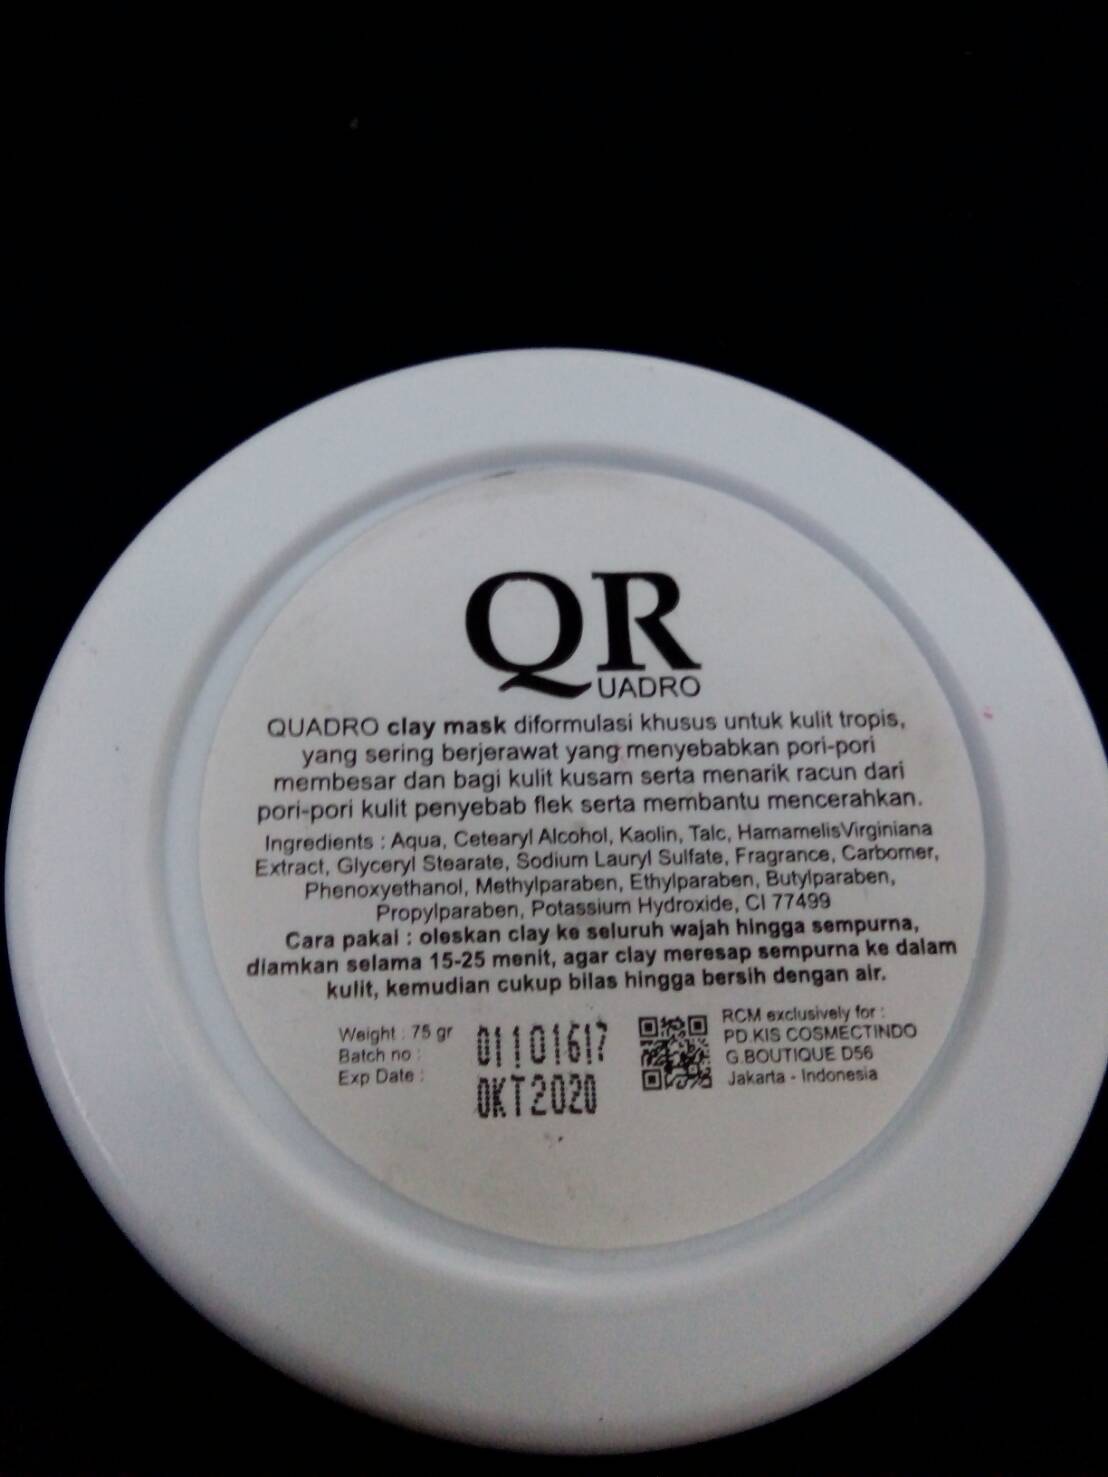 QR
UADRO
QUADRO clay mask diformulasi khusus untuk kulit tropis,
yang sering berjerawat yang menyebabkan pori-pori
membesar dan bagi kulit kusam serta menarik racun dari
pori-pori kulit penyebab flek serta membantu mencerahkan.
Ingredients : Aqua, Cetearyl Alcohol, Kaolin, Talc, HamamelisVirginiana
Extract, Glyceryl Stearate, Sodium Lauryl Sulfate, Fragrance, Carbomer,
Phenoxyethanol, Methylparaben, Ethylparaben, Butylparaben,
Propylparaben, Potassium Hydroxide, CI 77499
Cara pakai : oleskan clay ke seluruh wajah hingga sempurna,
diamkan selama 15-25 menit, agar clay meresap sempurna ke dalam
kulit, kemudian cukup bilas hingga bersih dengan air.
Weight : 75 gr
Batch no : 01101617
Exp Date : OKT2020
RCM exclusively for :
PD.KIS COSMECTINDO
G.BOUTIQUE D56
Jakarta - Indonesia